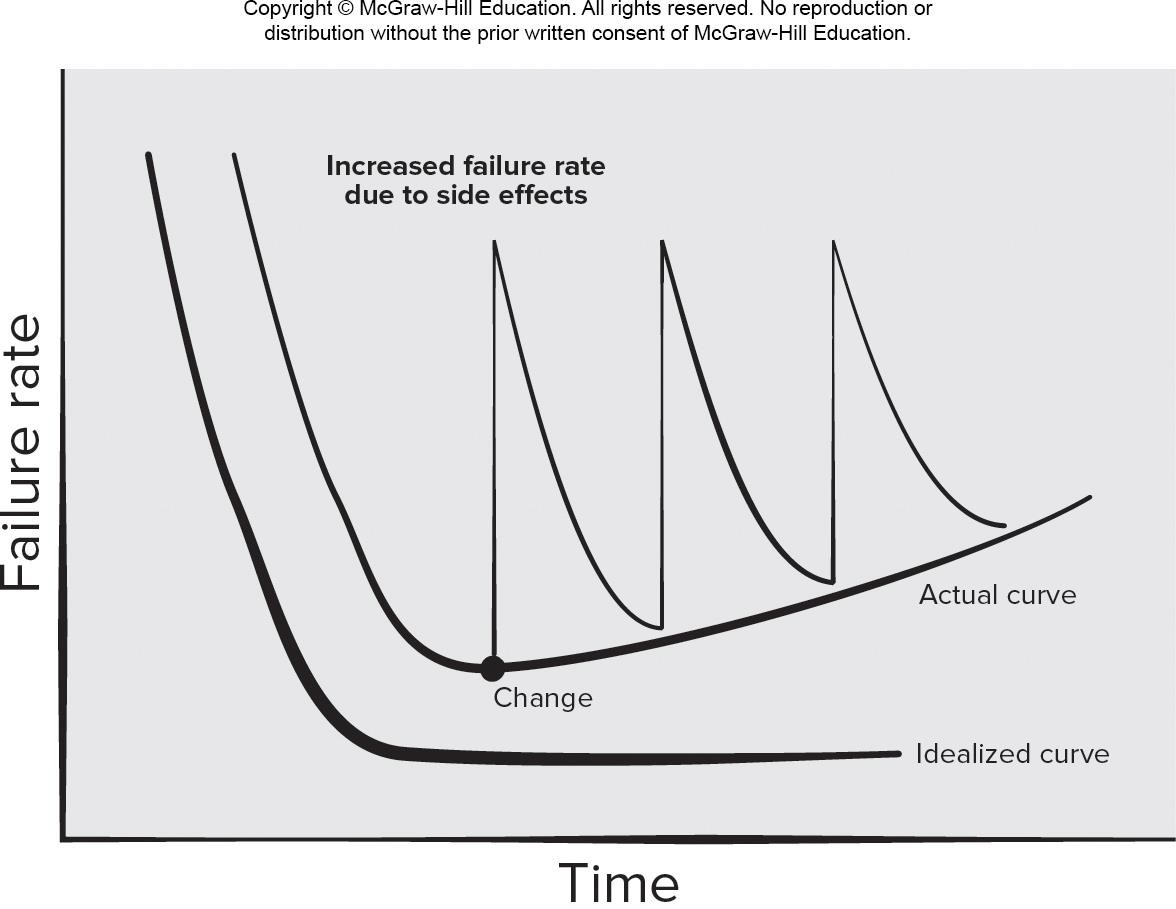 Copyright © McGraw-Hill Education. All rights reserved. No reproduction or
distribution without the prior written consent of McGraw-Hill Education.
Increased failure rate
due to side effects
Failure rate
Actual curve
Change
Idealized curve
Time